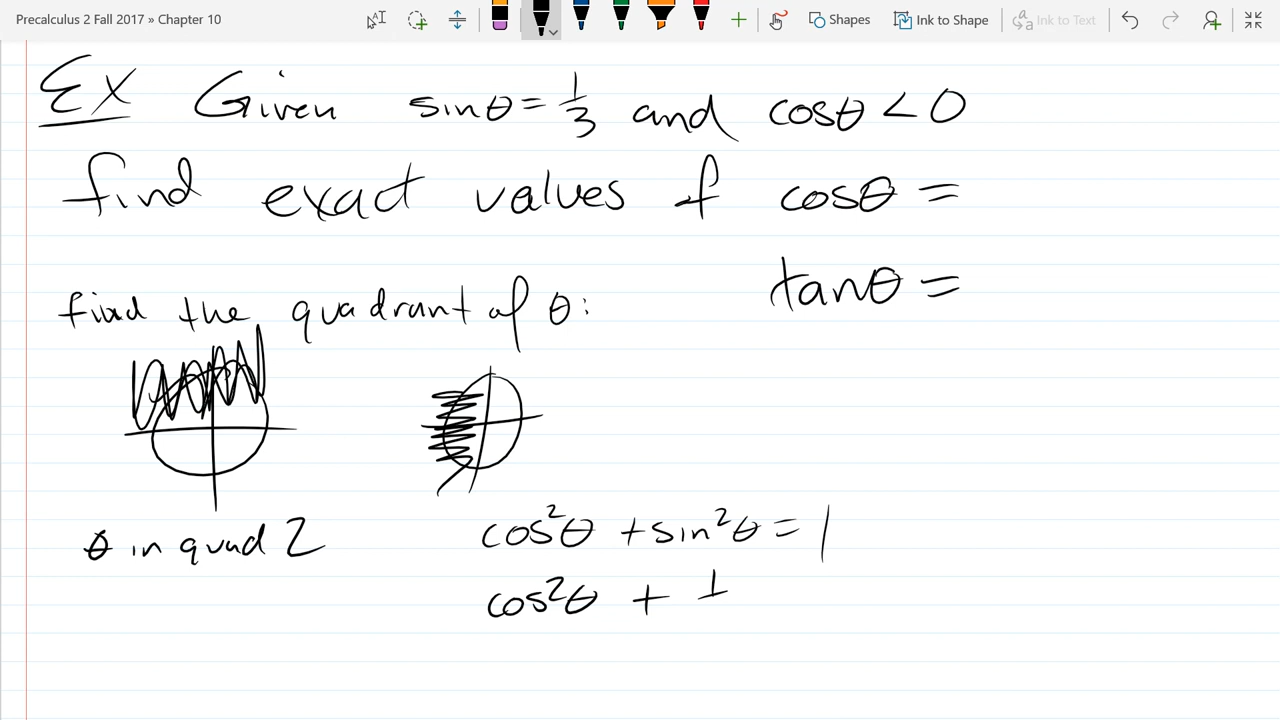 Precalculus 2 Fall 2017 » Chapter 10
Shapes
Ink to Shape
Ink to Text
Ex Given sinθ = 1/3 and cosθ < 0
find exact values of cosθ =
tanθ =
find the quadrant of θ:
θ in quad 2
cos²θ + sin²θ = 1
cos²θ + 1